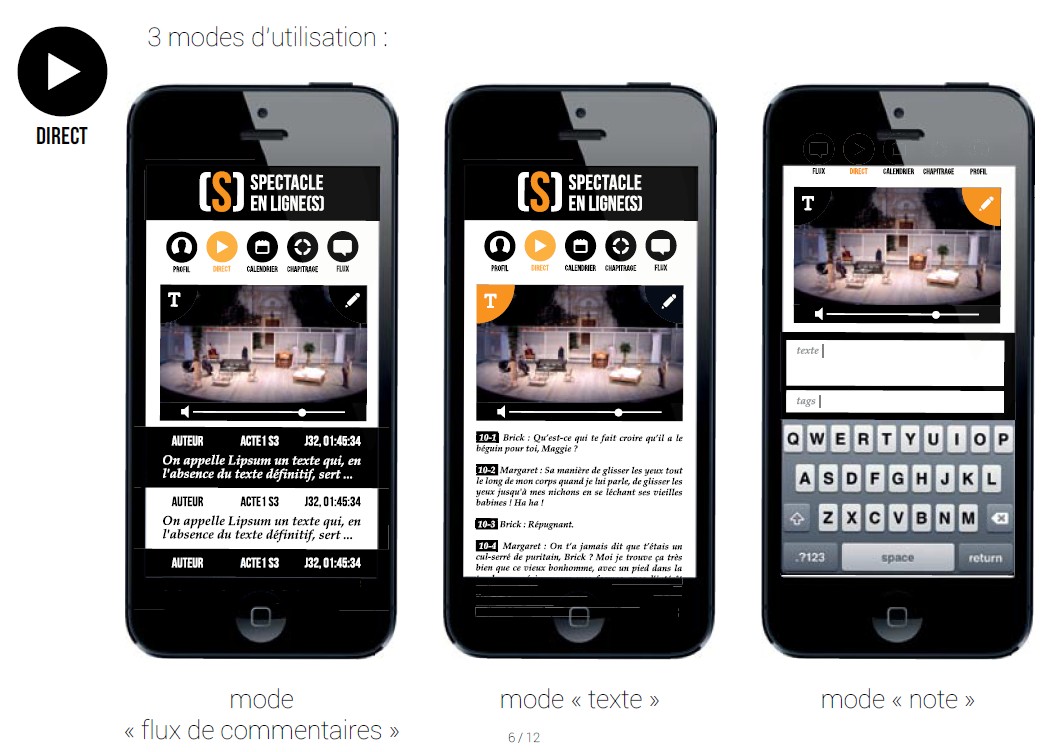 3 modes d'utilisation :
DIRECT
(S) SPECTACLE
EN LIGNE(S)
PROFIL DIRECT CALENDRIER CHAPITRAGE FLUX
T
AUTEUR ACTE 1 S3 J32, 01:45:34
On appelle Lipsum un texte qui, en
l'absence du texte définitif, sert ...
AUTEUR ACTE 1 S3 J32, 01:45:34
On appelle Lipsum un texte qui, en
l'absence du texte définitif, sert ...
AUTEUR ACTE 1 S3 J32, 01:45:34
mode
« flux de commentaires »
(S) SPECTACLE
EN LIGNE(S)
PROFIL DIRECT CALENDRIER CHAPITRAGE FLUX
T
10-1 Brick : Qu'est-ce qui te fait croire qu'il a le
béguin pour toi, Maggie ?
10-2 Margaret : Sa manière de glisser les yeux tout
le long de mon corps quand je lui parle, de glisser les
yeux jusqu'à mes nichons en se léchant ses vieilles
babines ! Ha ha !
10-3 Brick : Répugnant.
10-4 Margaret : On t'a jamais dit que t'étais un
cul-serré de puritain, Brick ? Moi je trouve ça très
bien que ce vieux bonhomme, avec un pied dans la
mode « texte »
FLUX DIRECT CALENDRIER CHAPITRAGE PROFIL
T
texte
tags
Q W E R T Y U I O P
A S D F G H J K L
Z X C V B N M
.?123 space return
mode « note »
6 / 12